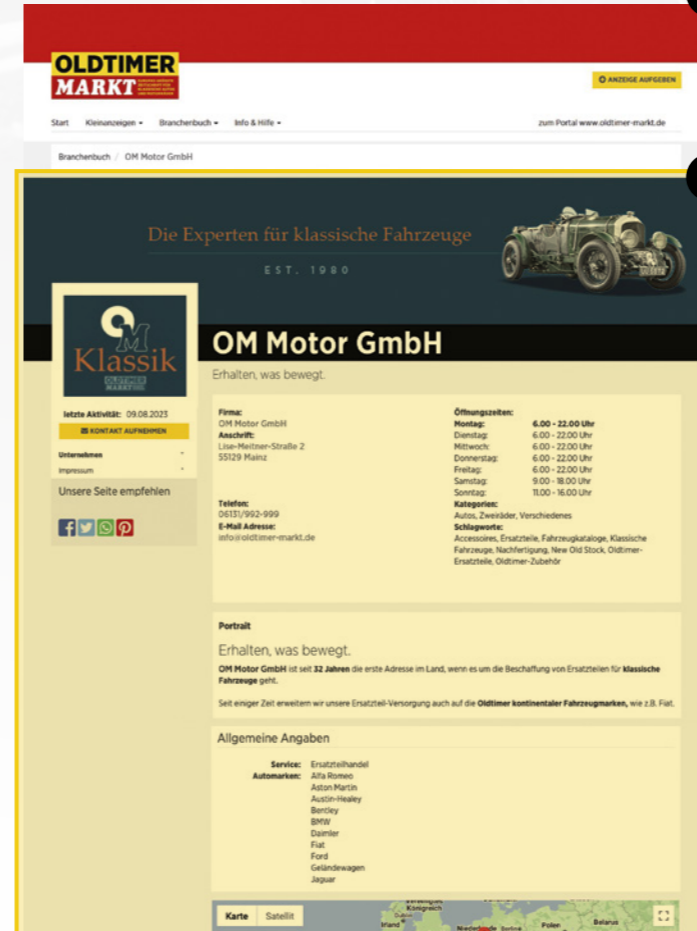 OLDTIMER
MARKT
ANZEIGE AUFGEBEN
Start Kleinanzeigen Branchenbuch Info & Hilfe zum Portal www.oldtimer-markt.de
Branchenbuch / OM Motor GmbH
Die Experten für klassische Fahrzeuge
EST. 1980
OM
Klassik
OLDTIMER
MARKT
OM Motor GmbH
Erhalten, was bewegt.
letzte Aktivität: 09.08.2023
KONTAKT AUFNEHMEN
Unternehmen
Impressum
Unsere Seite empfehlen
Firma:
OM Motor GmbH
Anschrift:
Lise-Meitner-Straße 2
55129 Mainz
Telefon:
06131/992-999
E-Mail Adresse:
info@oldtimer-markt.de
Öffnungszeiten:
Montag: 6.00 - 22.00 Uhr
Dienstag: 6.00 - 22.00 Uhr
Mittwoch: 6.00 - 22.00 Uhr
Donnerstag: 6.00 - 22.00 Uhr
Freitag: 6.00 - 22.00 Uhr
Samstag: 9.00 - 18.00 Uhr
Sonntag: 11.00 - 16.00 Uhr
Kategorien:
Autos, Zweiräder, Verschiedenes
Schlagworte:
Accessoires, Ersatzteile, Fahrzeugkataloge, Klassische
Fahrzeuge, Nachfertigung, New Old Stock, Oldtimer-
Ersatzteile, Oldtimer-Zubehör
Portrait
Erhalten, was bewegt.
OM Motor GmbH ist seit 32 Jahren die erste Adresse im Land, wenn es um die Beschaffung von Ersatzteilen für klassische
Fahrzeuge geht.
Seit einiger Zeit erweitern wir unsere Ersatzteil-Versorgung auch auf die Oldtimer kontinentaler Fahrzeugmarken, wie z.B. Fiat.
Allgemeine Angaben
Service: Ersatzteilhandel
Automarken: Alfa Romeo
Aston Martin
Austin-Healey
Bentley
BMW
Daimler
Fiat
Ford
Geländewagen
Jaguar
Karte Satellit
Königreich
Dublin
Irland
Niederlande
Berlin
Polen
Belarus